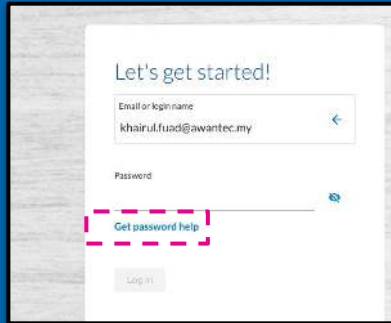 Let's get started!
Email or login name
khairul.fuad@awantec.my
Password
Get password help
Log in